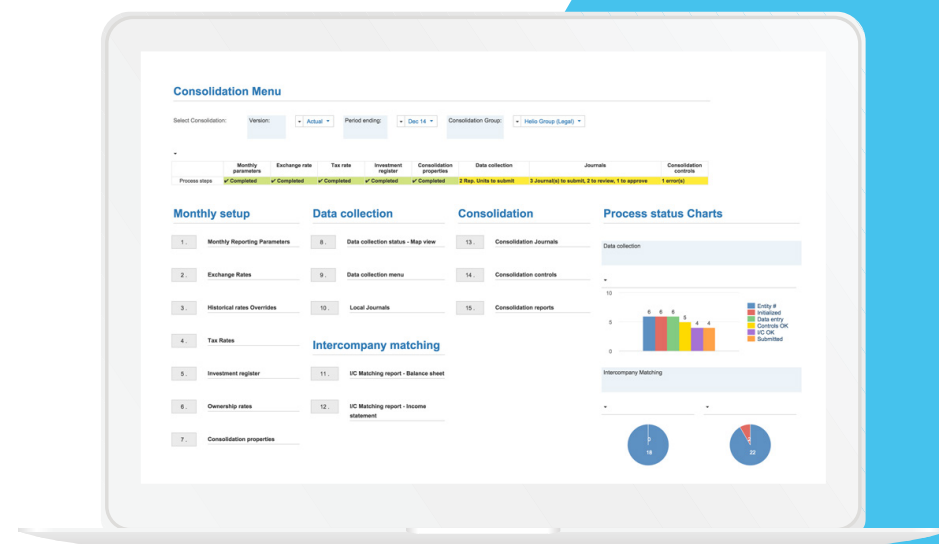 Consolidation Menu
Select Consolidation: Version: Actual Period ending: Dec 14 Consolidation Group: Helio Group (Legal)
Monthly parameters Exchange rate Tax rate Investment register Consolidation properties Data collection Journals Consolidation controls
Process steps ✔ Completed ✔ Completed ✔ Completed ✔ Completed ✔ Completed 2 Rep. Units to submit 3 Journal(s) to submit, 2 to review, 1 to approve 1 error(s)
Monthly setup
1 . Monthly Reporting Parameters
2 . Exchange Rates
3 . Historical rates Overrides
4 . Tax Rates
5 . Investment register
6 . Ownership rates
7 . Consolidation properties
Data collection
8 . Data collection status - Map view
9 . Data collection menu
10 . Local Journals
Intercompany matching
11 . I/C Matching report - Balance sheet
12 . I/C Matching report - Income
statement
Consolidation
13 . Consolidation Journals
14 . Consolidation controls
15 . Consolidation reports
Process status Charts
Data collection
10
5
0
6 6 6 5 4 4
Entity #
Initialized
Data entry
Controls OK
I/C OK
Submitted
Intercompany Matching
18
22